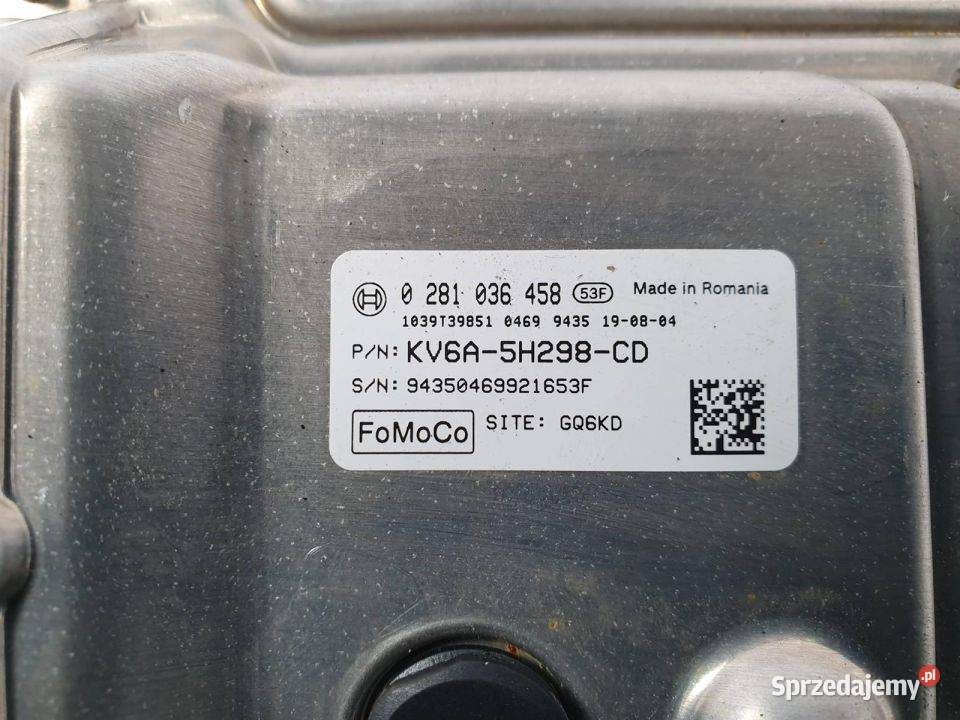 0 281 036 458 53F Made in Romania
1039T39851 0469 9435 19-08-04
P/N: KV6A-5H298-CD
S/N: 94350469921653F
FoMoCo SITE: GQ6KD
Sprzedajemy.pl